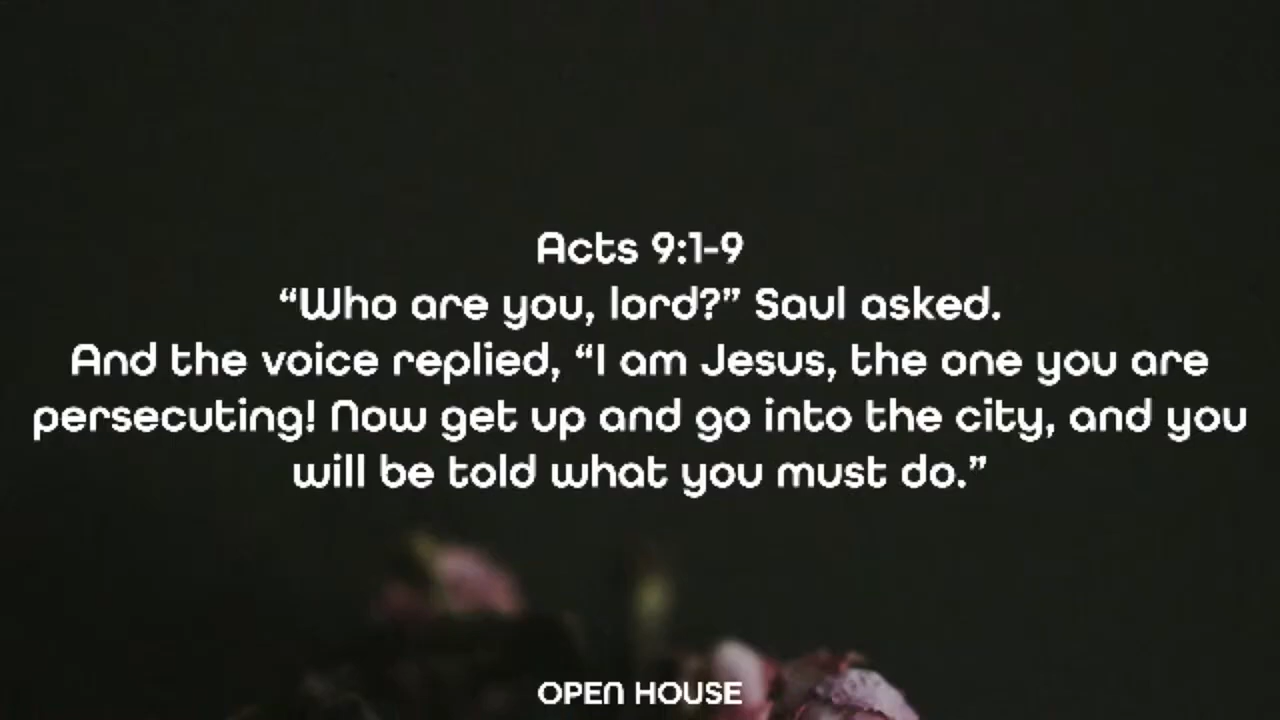 Acts 9:1-9
“Who are you, lord?” Saul asked.
And the voice replied, “I am Jesus, the one you are
persecuting! Now get up and go into the city, and you
will be told what you must do.”
OPEN HOUSE